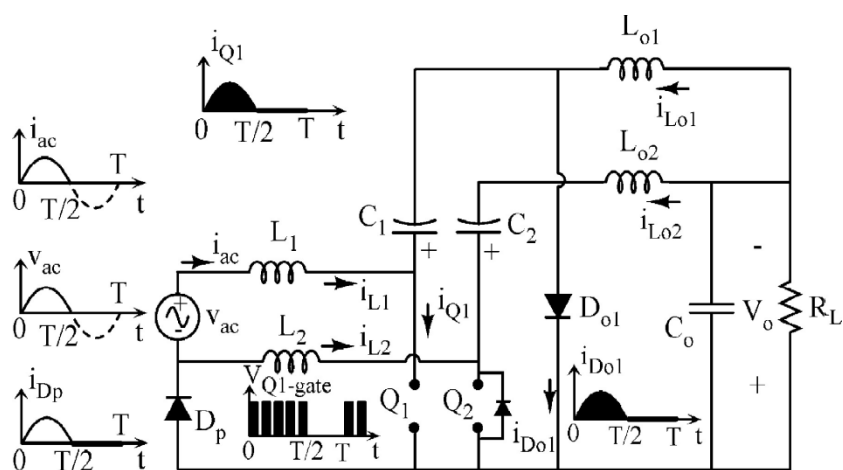 i_Q1
0 T/2 T t
L_o1
i_Lo1
i_ac
T
0 T/2 t
L_o2
i_Lo2
C_1
+
C_2
+
v_ac
T
0 T/2 t
i_ac
L_1
i_L1
+
v_ac
-
L_2
i_L2
i_Q1
D_o1
-
C_o
V_o
+
R_L
i_Dp
0 T/2 T t
D_p
V_Q1-gate
0 T/2 T t
Q_1
Q_2
i_Do1
i_Do1
0 T/2 T t